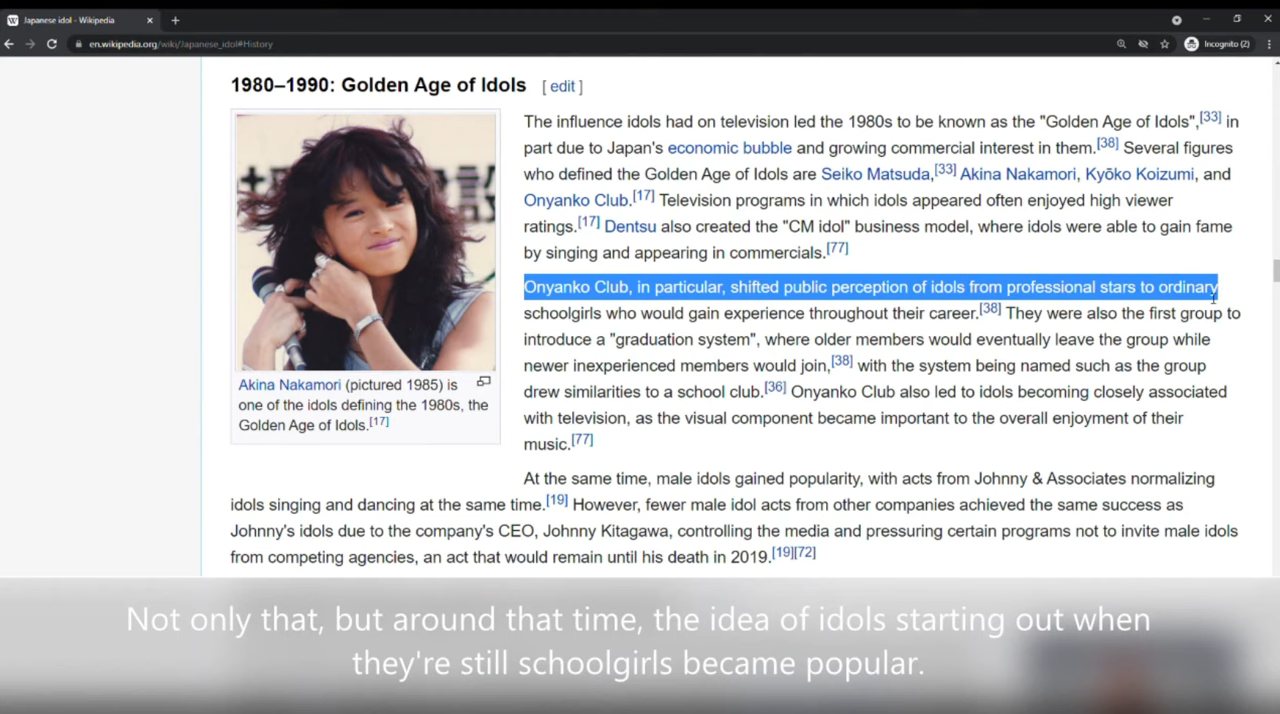 Japanese idol - Wikipedia
en.wikipedia.org/wiki/Japanese_idol#History
Incognito (2)
1980–1990: Golden Age of Idols [ edit ]
The influence idols had on television led the 1980s to be known as the "Golden Age of Idols",[33] in
part due to Japan's economic bubble and growing commercial interest in them.[38] Several figures
who defined the Golden Age of Idols are Seiko Matsuda,[33] Akina Nakamori, Kyōko Koizumi, and
Onyanko Club.[17] Television programs in which idols appeared often enjoyed high viewer
ratings.[17] Dentsu also created the "CM idol" business model, where idols were able to gain fame
by singing and appearing in commercials.[77]
Akina Nakamori (pictured 1985) is
one of the idols defining the 1980s, the
Golden Age of Idols.[17]
Onyanko Club, in particular, shifted public perception of idols from professional stars to ordinary
schoolgirls who would gain experience throughout their career.[38] They were also the first group to
introduce a "graduation system", where older members would eventually leave the group while
newer inexperienced members would join,[38] with the system being named such as the group
drew similarities to a school club.[36] Onyanko Club also led to idols becoming closely associated
with television, as the visual component became important to the overall enjoyment of their
music.[77]
At the same time, male idols gained popularity, with acts from Johnny & Associates normalizing
idols singing and dancing at the same time.[19] However, fewer male idol acts from other companies achieved the same success as
Johnny's idols due to the company's CEO, Johnny Kitagawa, controlling the media and pressuring certain programs not to invite male idols
from competing agencies, an act that would remain until his death in 2019.[19][72]
Not only that, but around that time, the idea of idols starting out when
they're still schoolgirls became popular.